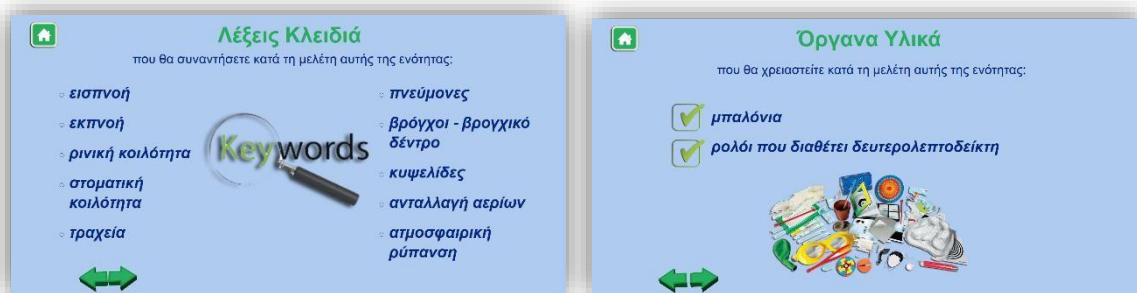 Λέξεις Κλειδιά
που θα συναντήσετε κατά τη μελέτη αυτής της ενότητας:
εισπνοή
εκπνοή
ρινική κοιλότητα
στοματική
κοιλότητα
τραχεία
Keywords
πνεύμονες
βρόγχοι - βρογχικό
δέντρο
κυψελίδες
ανταλλαγή αερίων
ατμοσφαιρική
ρύπανση
Όργανα Υλικά
που θα χρειαστείτε κατά τη μελέτη αυτής της ενότητας:
μπαλόνια
ρολόι που διαθέτει δευτερολεπτοδείκτη